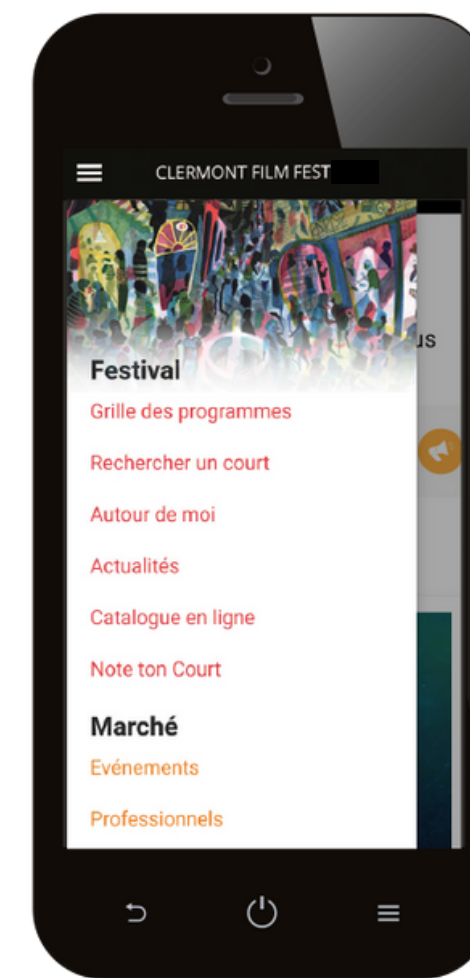 CLERMONT FILM FEST
Festival
Grille des programmes
Rechercher un court
Autour de moi
Actualités
Catalogue en ligne
Note ton Court
Marché
Evénements
Professionnels